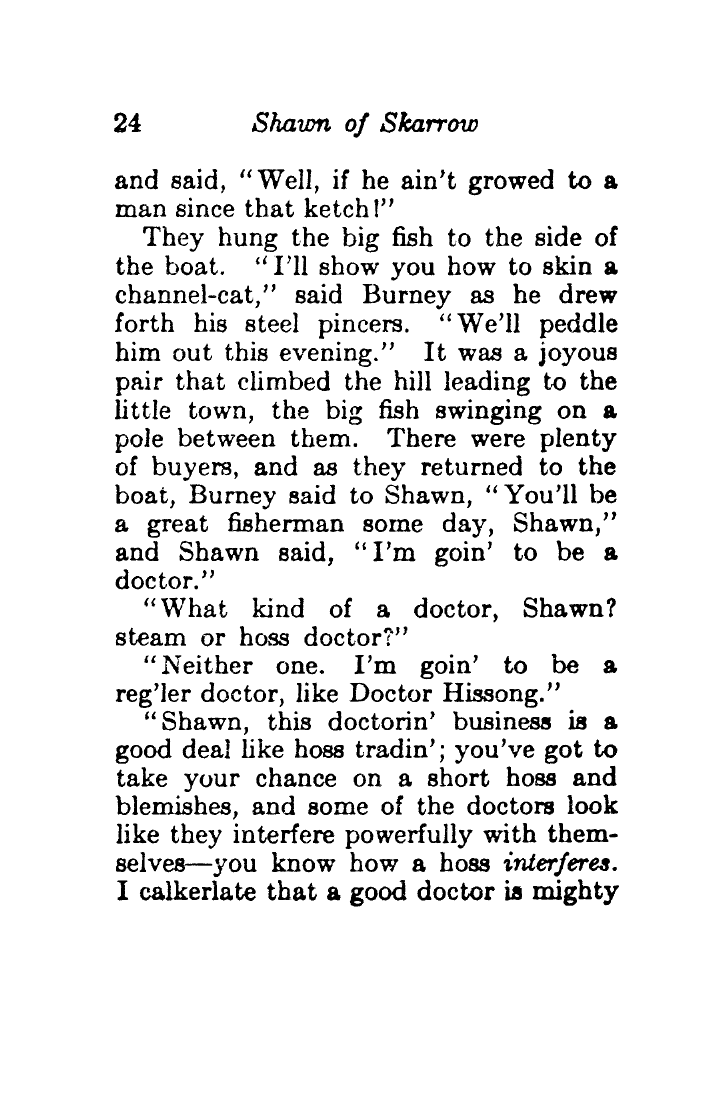 24 Shawn of Skarrow
and said, "Well, if he ain't growed to a
man since that ketch!"
They hung the big fish to the side of
the boat. "I'll show you how to skin a
channel-cat," said Burney as he drew
forth his steel pincers. "We'll peddle
him out this evening." It was a joyous
pair that climbed the hill leading to the
little town, the big fish swinging on a
pole between them. There were plenty
of buyers, and as they returned to the
boat, Burney said to Shawn, "You'll be
a great fisherman some day, Shawn,"
and Shawn said, "I'm goin' to be a
doctor."
"What kind of a doctor, Shawn?
steam or hoss doctor?"
"Neither one. I'm goin' to be a
reg'ler doctor, like Doctor Hissong."
"Shawn, this doctorin' business is a
good deal like hoss tradin'; you've got to
take your chance on a short hoss and
blemishes, and some of the doctors look
like they interfere powerfully with them-
selves—you know how a hoss interferes.
I calkerlate that a good doctor is mighty